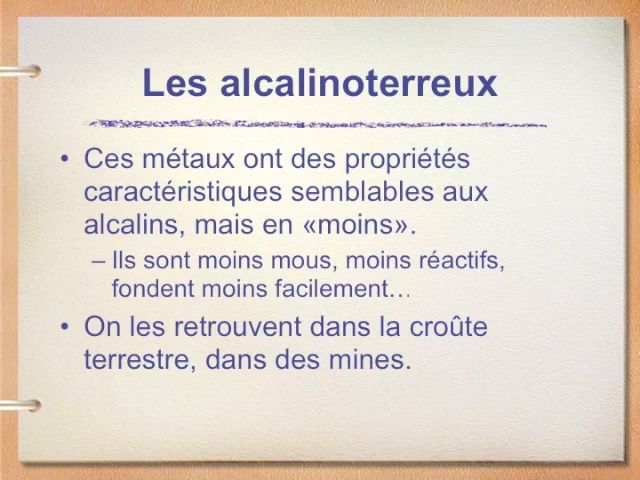 Les alcalinoterreux
• Ces métaux ont des propriétés
caractéristiques semblables aux
alcalins, mais en «moins».
– Ils sont moins mous, moins réactifs,
fondent moins facilement…
• On les retrouvent dans la croûte
terrestre, dans des mines.